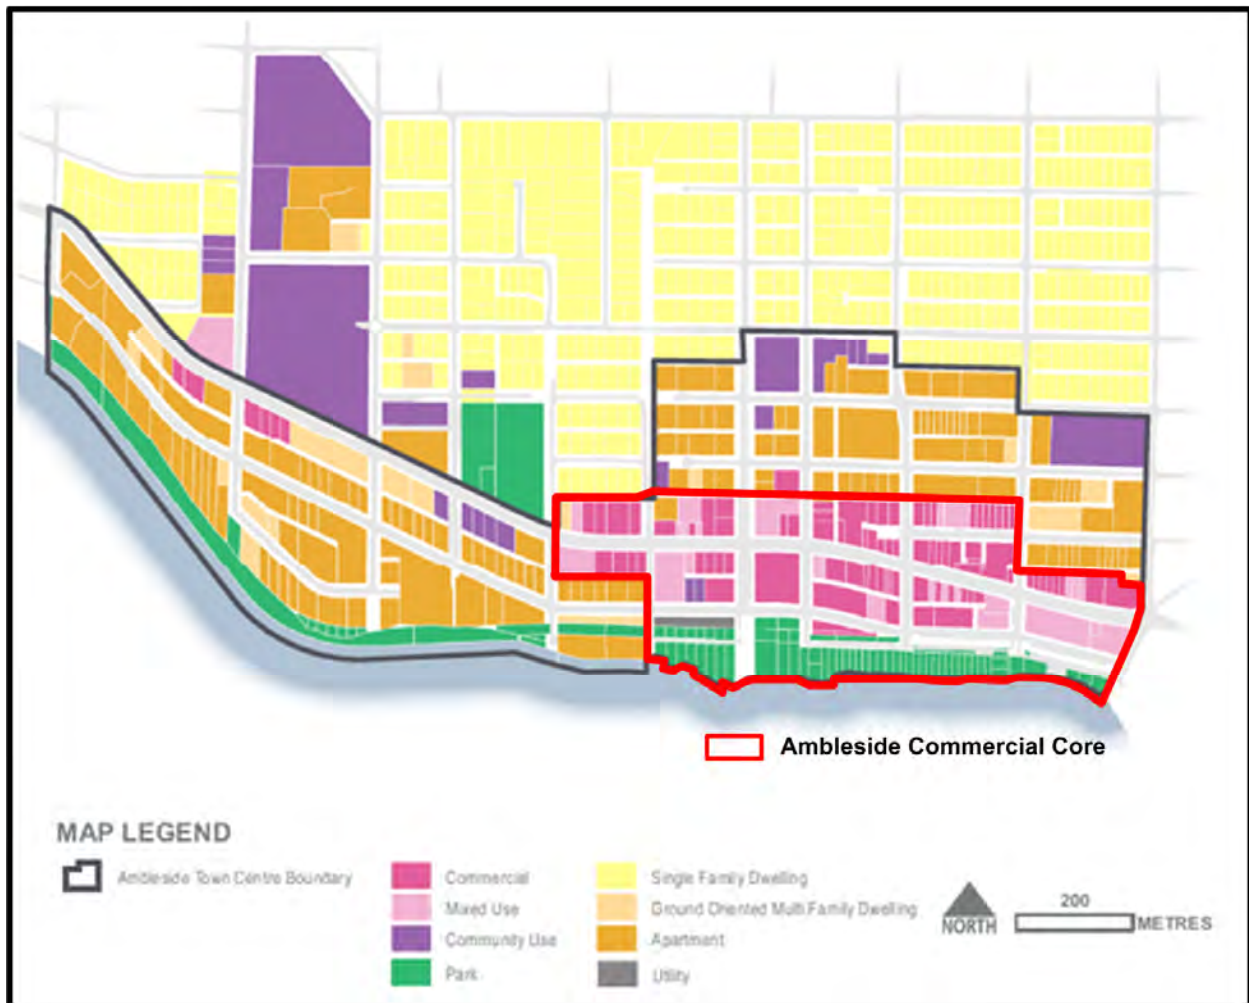 Ambleside Commercial Core
MAP LEGEND
Ambleside Town Centre Boundary
Commercial
Mixed Use
Community Use
Park
Single Family Dwelling
Ground Oriented Multi Family Dwelling
Apartment
Utility
NORTH
200
METRES